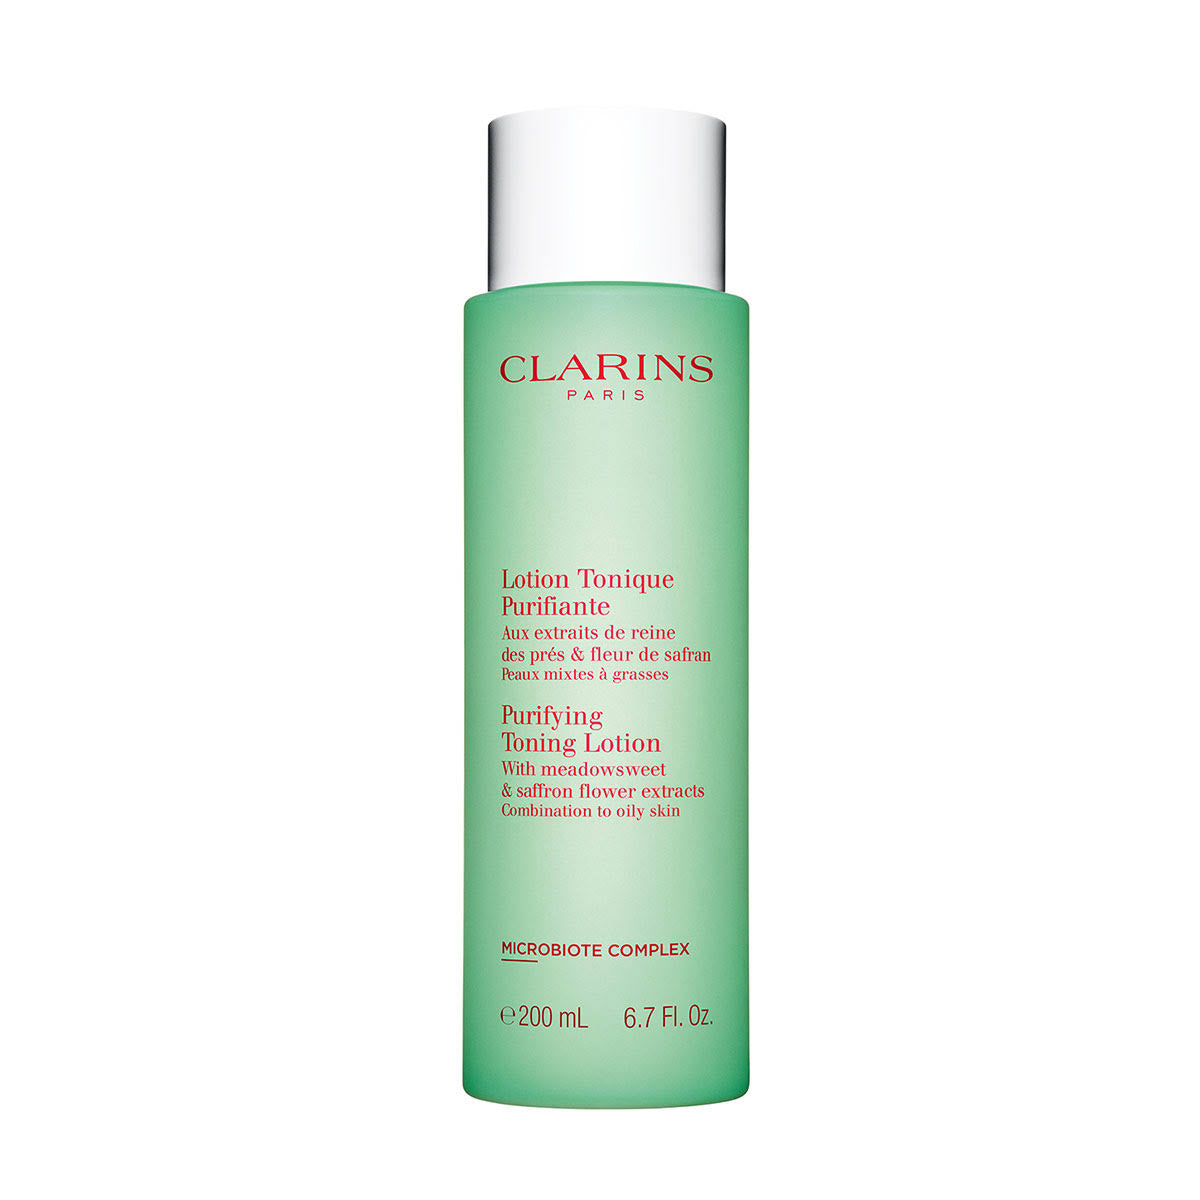 CLARINS
PARIS
Lotion Tonique
Purifiante
Aux extraits de reine
des prés & fleur de safran
Peaux mixtes à grasses
Purifying
Toning Lotion
With meadowsweet
& saffron flower extracts
Combination to oily skin
MICROBIOTE COMPLEX
℮200 mL 6.7 Fl. Oz.